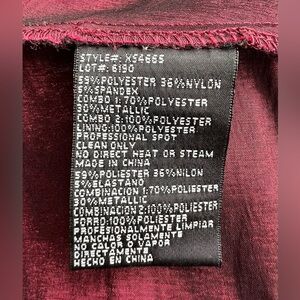 STYLE#: X54665
LOT#: 6190
59%POLYESTER 36%NYLON
5%SPANDEX
COMBO 1:70%POLYESTER
30%METALLIC
COMBO 2:100%POLYESTER
LINING:100%POLYESTER
PROFESSIONAL SPOT
CLEAN ONLY
NO DIRECT HEAT OR STEAM
MADE IN CHINA
59%POLIESTER 36%NILON
5%ELASTANO
COMBINACION 1:70%POLIESTER
30%METALLIC
COMBINACION 2:100%POLIESTER
FORRO:100%POLIESTER
PROFESIONALMENTE LIMPIAR
MANCHAS SOLAMENTE
NO CALOR O VAPOR
DIRECTAMENTE
HECHO EN CHINA